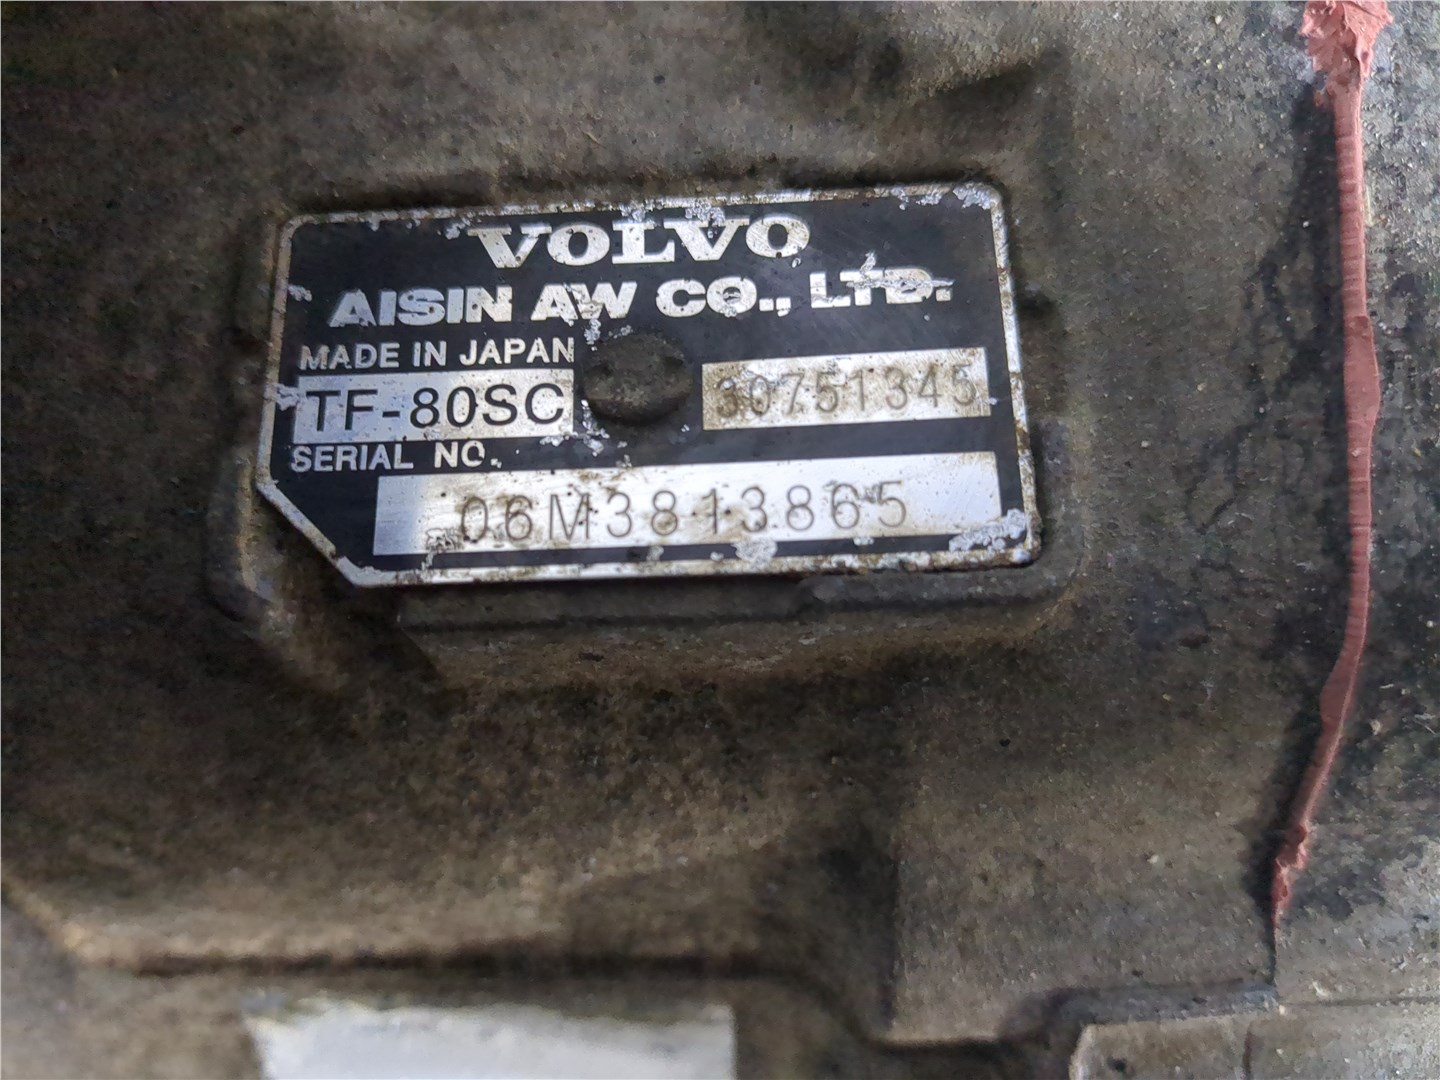 VOLVO
AISIN AW CO., LTD.
MADE IN JAPAN
TF-80SC 30751345
SERIAL NO.
06M3813865